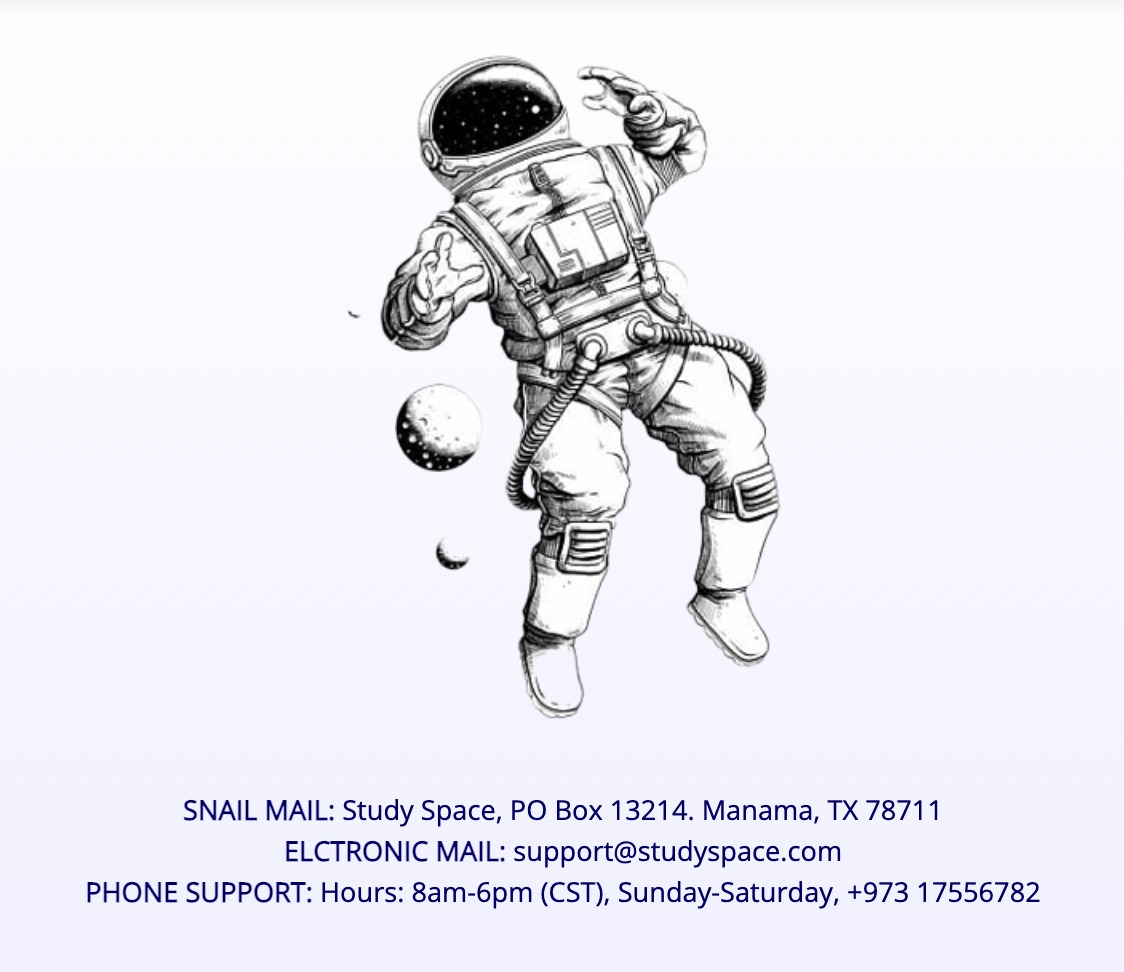 SNAIL MAIL: Study Space, PO Box 13214. Manama, TX 78711
ELCTRONIC MAIL: support@studyspace.com
PHONE SUPPORT: Hours: 8am-6pm (CST), Sunday-Saturday, +973 17556782